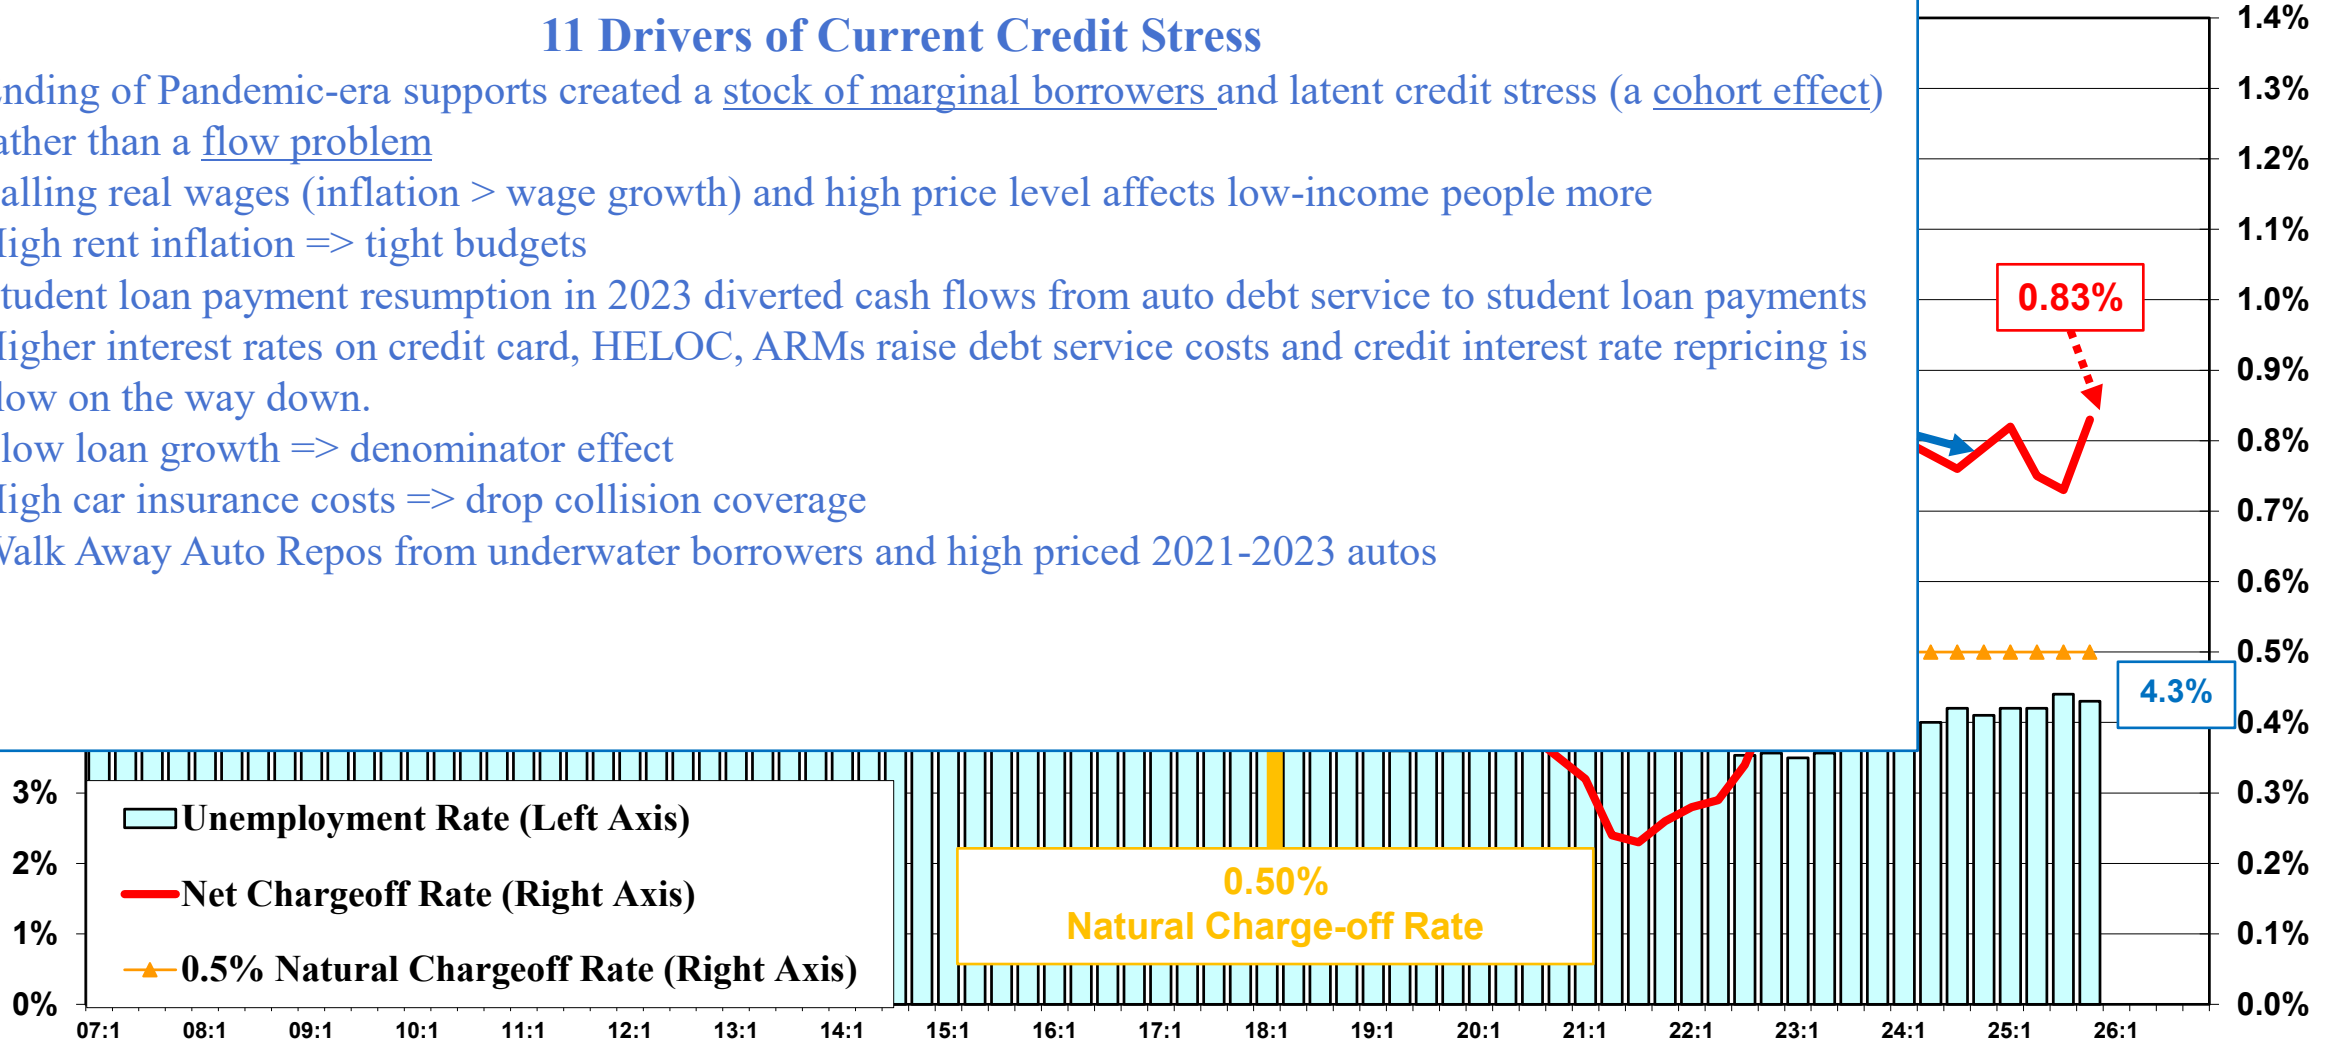 11 Drivers of Current Credit Stress
nding of Pandemic-era supports created a stock of marginal borrowers and latent credit stress (a cohort effect)
ather than a flow problem
alling real wages (inflation > wage growth) and high price level affects low-income people more
igh rent inflation => tight budgets
tudent loan payment resumption in 2023 diverted cash flows from auto debt service to student loan payments
igher interest rates on credit card, HELOC, ARMs raise debt service costs and credit interest rate repricing is
low on the way down.
low loan growth => denominator effect
igh car insurance costs => drop collision coverage
Walk Away Auto Repos from underwater borrowers and high priced 2021-2023 autos
1.4%
1.3%
1.2%
1.1%
1.0%
0.9%
0.8%
0.7%
0.6%
0.5%
0.4%
0.3%
0.2%
0.1%
0.0%
0.83%
4.3%
3%
2%
1%
0%
Unemployment Rate (Left Axis)
Net Chargeoff Rate (Right Axis)
0.5% Natural Chargeoff Rate (Right Axis)
0.50%
Natural Charge-off Rate
07:1 08:1 09:1 10:1 11:1 12:1 13:1 14:1 15:1 16:1 17:1 18:1 19:1 20:1 21:1 22:1 23:1 24:1 25:1 26:1